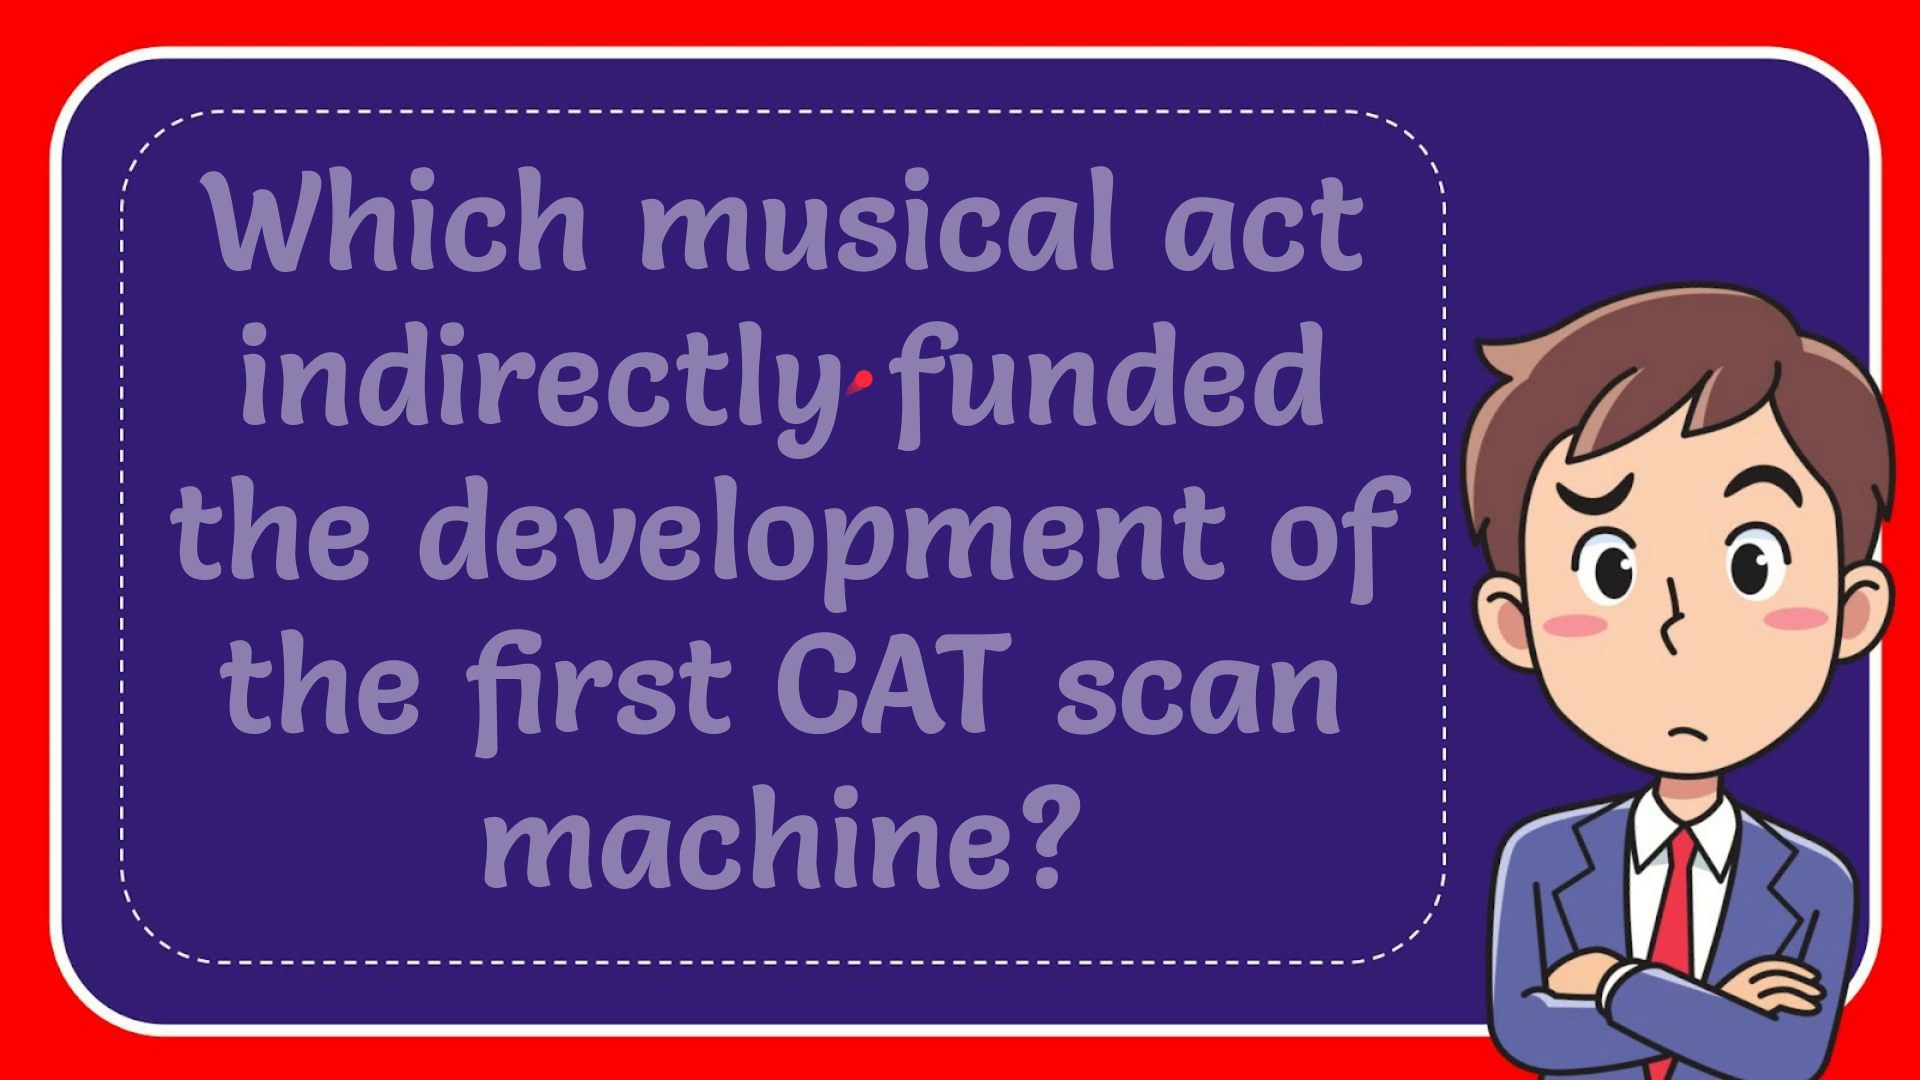 Which musical act
indirectly funded
the development of
the first CAT scan
machine?